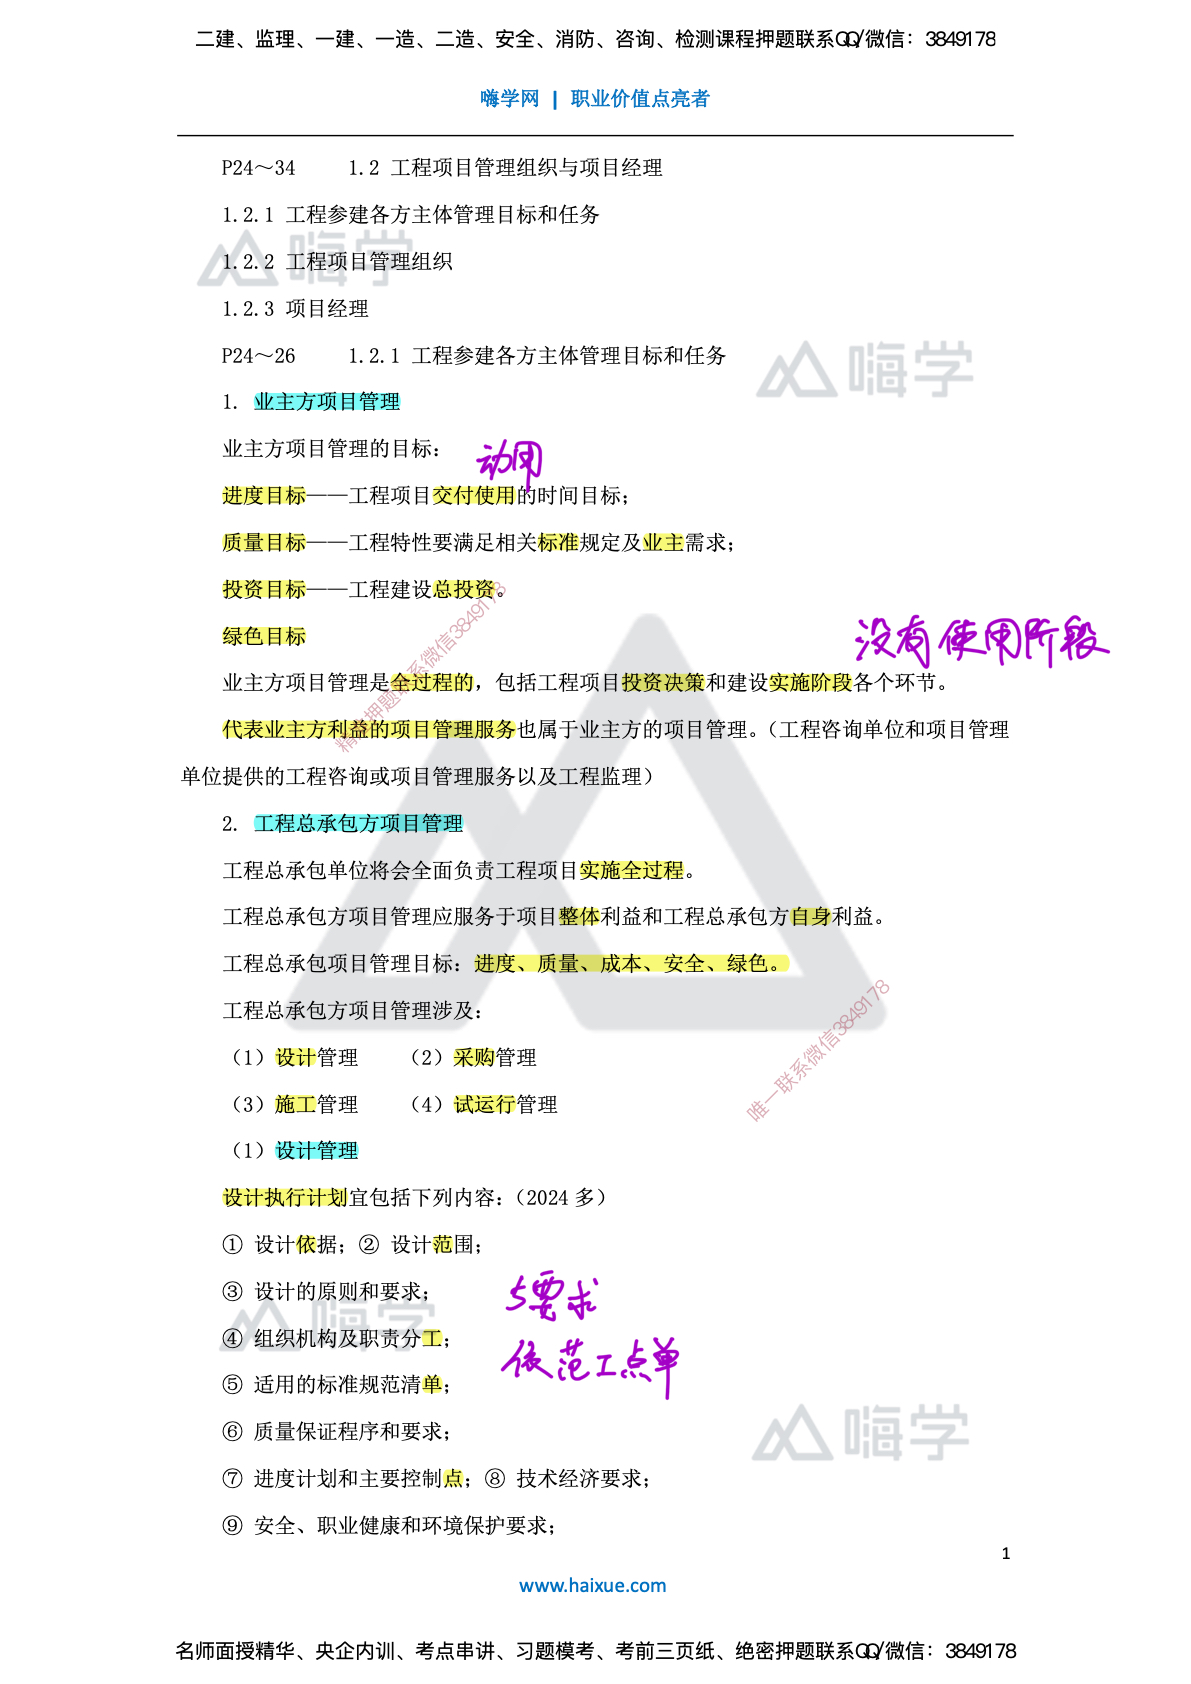 二建、监理、一建、一造、二造、安全、消防、咨询、检测课程押题联系QQ/微信：3849178
嗨学网 | 职业价值点亮者
P24～34 1.2 工程项目管理组织与项目经理
1.2.1 工程参建各方主体管理目标和任务
嗨学
1.2.2 工程项目管理组织
1.2.3 项目经理
P24～26 1.2.1 工程参建各方主体管理目标和任务
嗨学
1. 业主方项目管理
业主方项目管理的目标：
动用
进度目标——工程项目交付使用的时间目标；
质量目标——工程特性要满足相关标准规定及业主需求；
投资目标——工程建设总投资。
绿色目标
没有使用阶段
精准押题联系微信3849178
业主方项目管理是全过程的，包括工程项目投资决策和建设实施阶段各个环节。
代表业主方利益的项目管理服务也属于业主方的项目管理。（工程咨询单位和项目管理
单位提供的工程咨询或项目管理服务以及工程监理）
2. 工程总承包方项目管理
工程总承包单位将会全面负责工程项目实施全过程。
工程总承包方项目管理应服务于项目整体利益和工程总承包方自身利益。
工程总承包项目管理目标：进度、质量、成本、安全、绿色。
工程总承包方项目管理涉及：
（1）设计管理 （2）采购管理
（3）施工管理 （4）试运行管理
唯一联系微信3849178
（1）设计管理
设计执行计划宜包括下列内容：（2024 多）
① 设计依据；② 设计范围；
③ 设计的原则和要求；
5要求
嗨学
④ 组织机构及职责分工；
依范工点单
⑤ 适用的标准规范清单；
⑥ 质量保证程序和要求；
嗨学
⑦ 进度计划和主要控制点；⑧ 技术经济要求；
⑨ 安全、职业健康和环境保护要求；
1
www.haixue.com
名师面授精华、央企内训、考点串讲、习题模考、考前三页纸、绝密押题联系QQ/微信：3849178